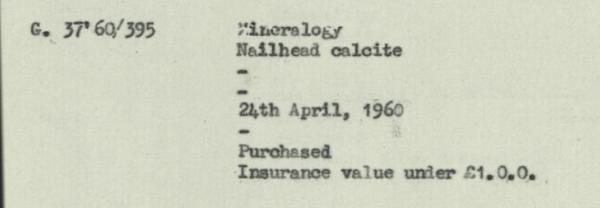 G. 37'60/395 Mineralogy
Nailhead calcite
-
-
24th April, 1960
-
Purchased
Insurance value under £1.0.0.